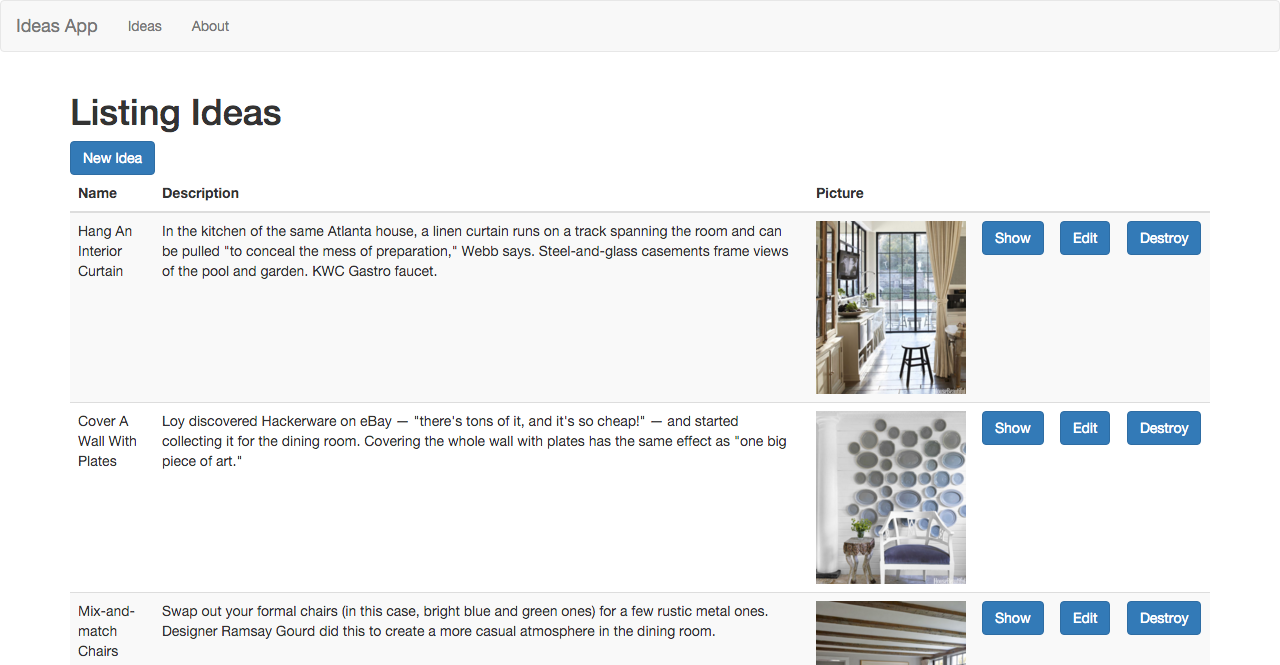 Ideas App Ideas About
Listing Ideas
New Idea
Name Description Picture
Hang An
Interior
Curtain
In the kitchen of the same Atlanta house, a linen curtain runs on a track spanning the room and can
be pulled "to conceal the mess of preparation," Webb says. Steel-and-glass casements frame views
of the pool and garden. KWC Gastro faucet.
Show Edit Destroy
Cover A
Wall With
Plates
Loy discovered Hackerware on eBay — "there's tons of it, and it's so cheap!" — and started
collecting it for the dining room. Covering the whole wall with plates has the same effect as "one big
piece of art."
Show Edit Destroy
Mix-and-
match
Chairs
Swap out your formal chairs (in this case, bright blue and green ones) for a few rustic metal ones.
Designer Ramsay Gourd did this to create a more casual atmosphere in the dining room.
Show Edit Destroy